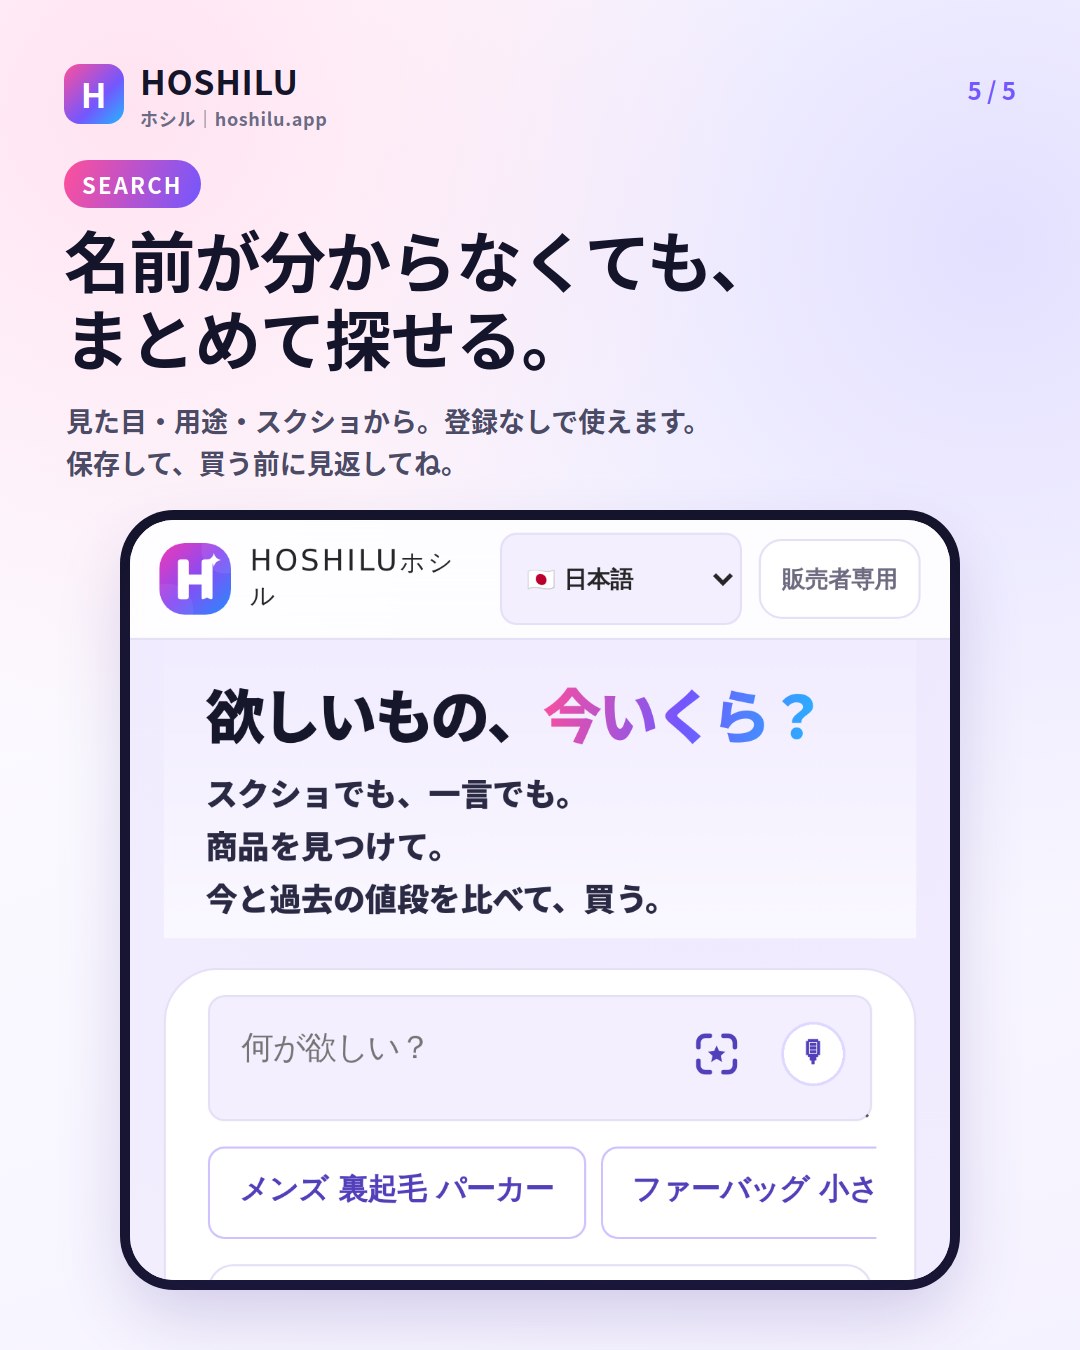 H
HOSHILU
ホシル｜hoshilu.app
5 / 5
SEARCH
名前が分からなくても、
まとめて探せる。
見た目・用途・スクショから。登録なしで使えます。
保存して、買う前に見返してね。
H
HOSHILUホシ
ル
日本語
販売者専用
欲しいもの、今いくら？
スクショでも、一言でも。
商品を見つけて。
今と過去の値段を比べて、買う。
何が欲しい？
メンズ 裏起毛 パーカー
ファーバッグ 小さ